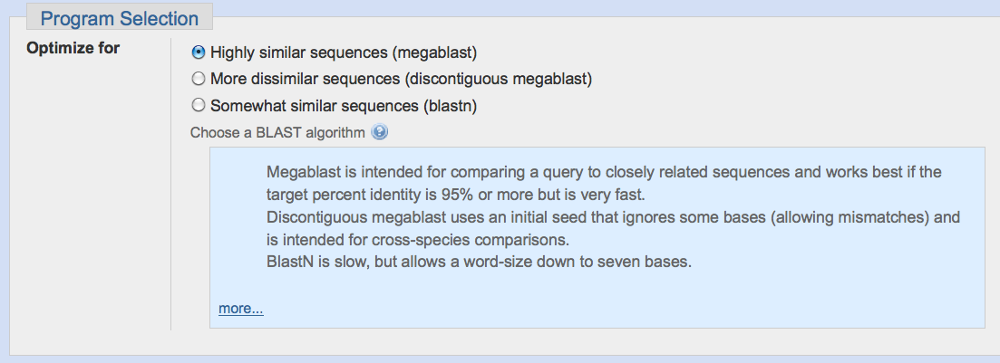 Program Selection
Optimize for
Highly similar sequences (megablast)
More dissimilar sequences (discontiguous megablast)
Somewhat similar sequences (blastn)
Choose a BLAST algorithm ?
Megablast is intended for comparing a query to closely related sequences and works best if the
target percent identity is 95% or more but is very fast.
Discontiguous megablast uses an initial seed that ignores some bases (allowing mismatches) and
is intended for cross-species comparisons.
BlastN is slow, but allows a word-size down to seven bases.
more...